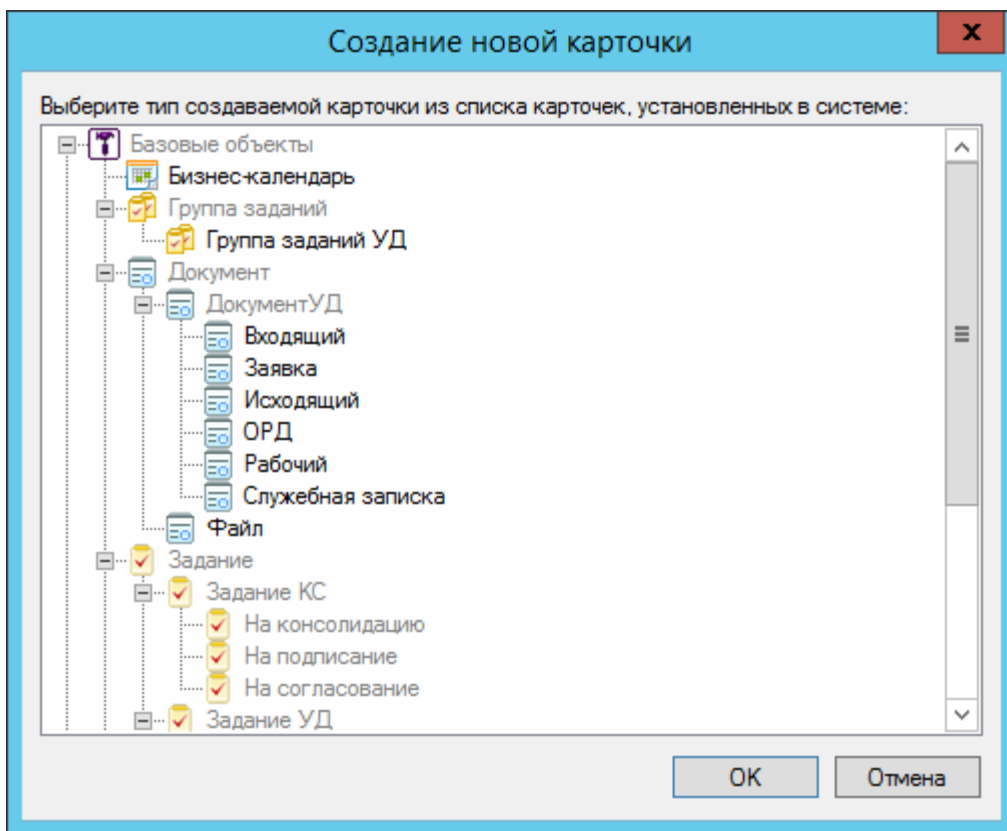 Создание новой карточки
x
Выберите тип создаваемой карточки из списка карточек, установленных в системе:
Базовые объекты
Бизнес-календарь
Группа заданий
Группа заданий УД
Документ
ДокументУД
Входящий
Заявка
Исходящий
ОРД
Рабочий
Служебная записка
Файл
Задание
Задание КС
На консолидацию
На подписание
На согласование
Задание УД
OK
Отмена